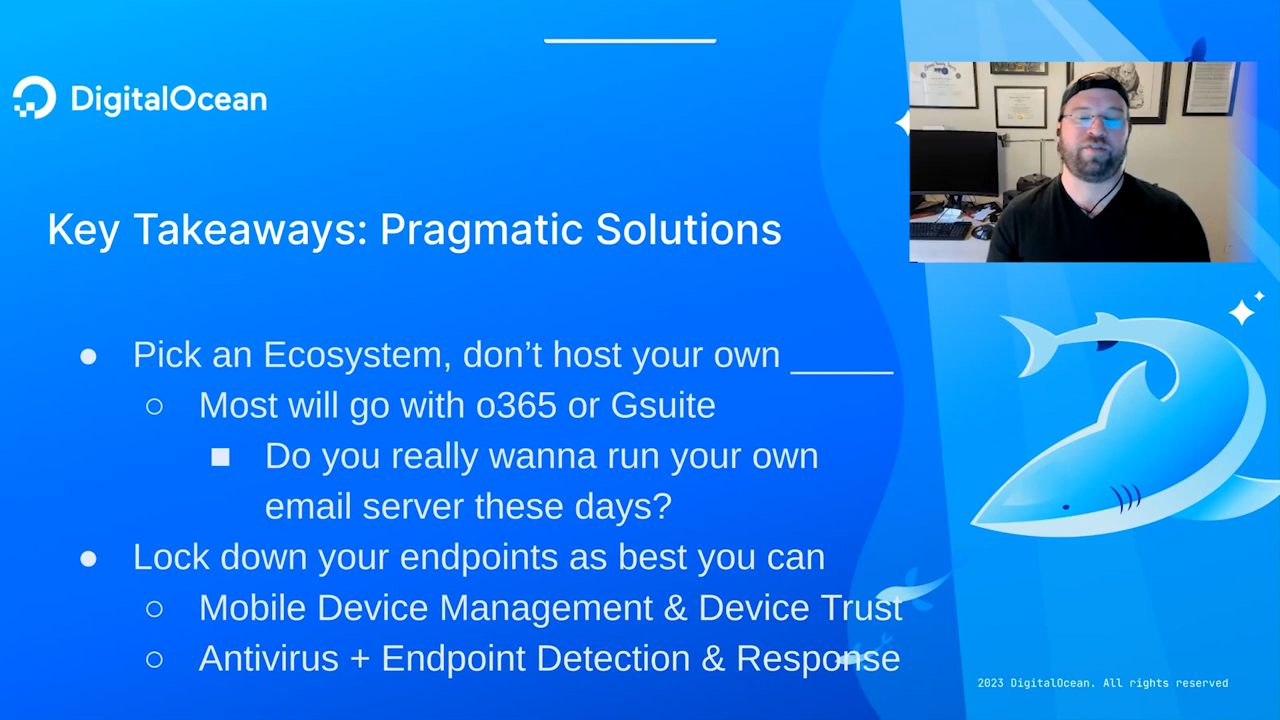 DigitalOcean
Key Takeaways: Pragmatic Solutions
● Pick an Ecosystem, don’t host your own _____
○ Most will go with o365 or Gsuite
■ Do you really wanna run your own
email server these days?
● Lock down your endpoints as best you can
○ Mobile Device Management & Device Trust
○ Antivirus + Endpoint Detection & Response
2023 DigitalOcean. All rights reserved